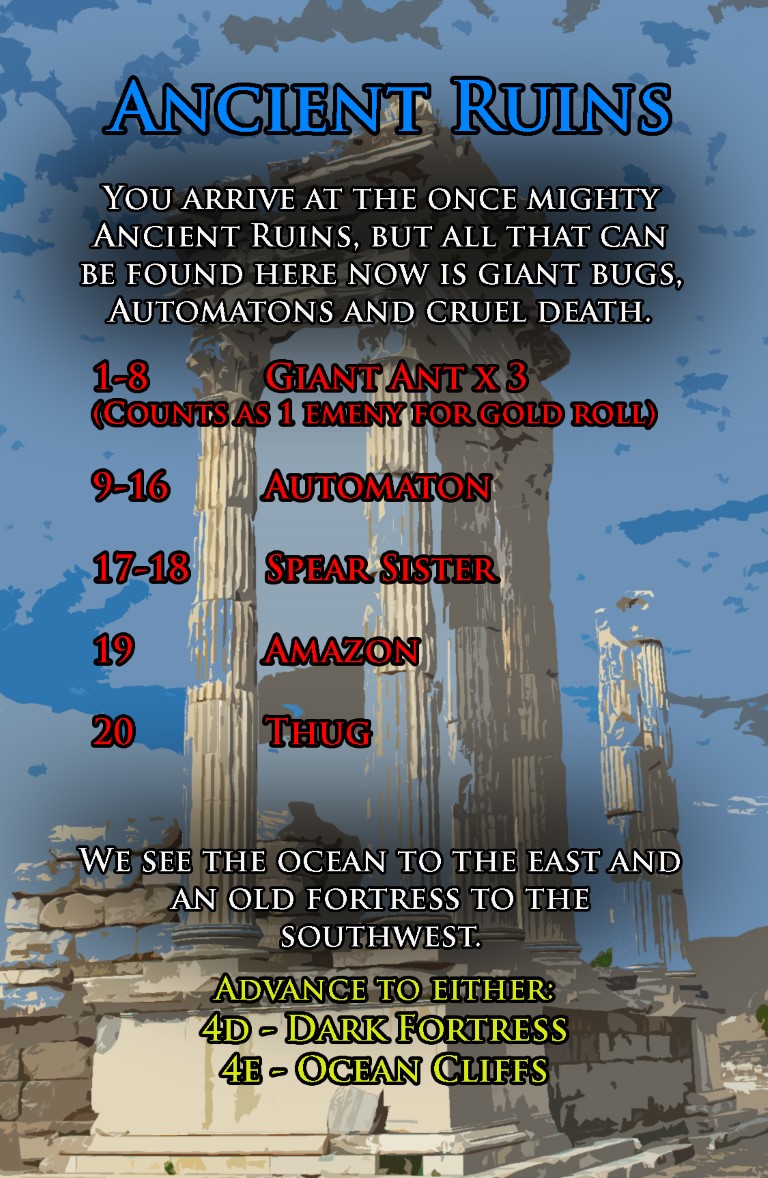 Ancient Ruins
You arrive at the once mighty
Ancient Ruins, but all that can
be found here now is giant bugs,
Automatons and cruel death.
1-8 Giant Ant x 3
(Counts as 1 emeny for gold roll)
9-16 Automaton
17-18 Spear Sister
19 Amazon
20 Thug
We see the ocean to the east and
an old fortress to the
southwest.
Advance to either:
4D - Dark Fortress
4E - Ocean Cliffs